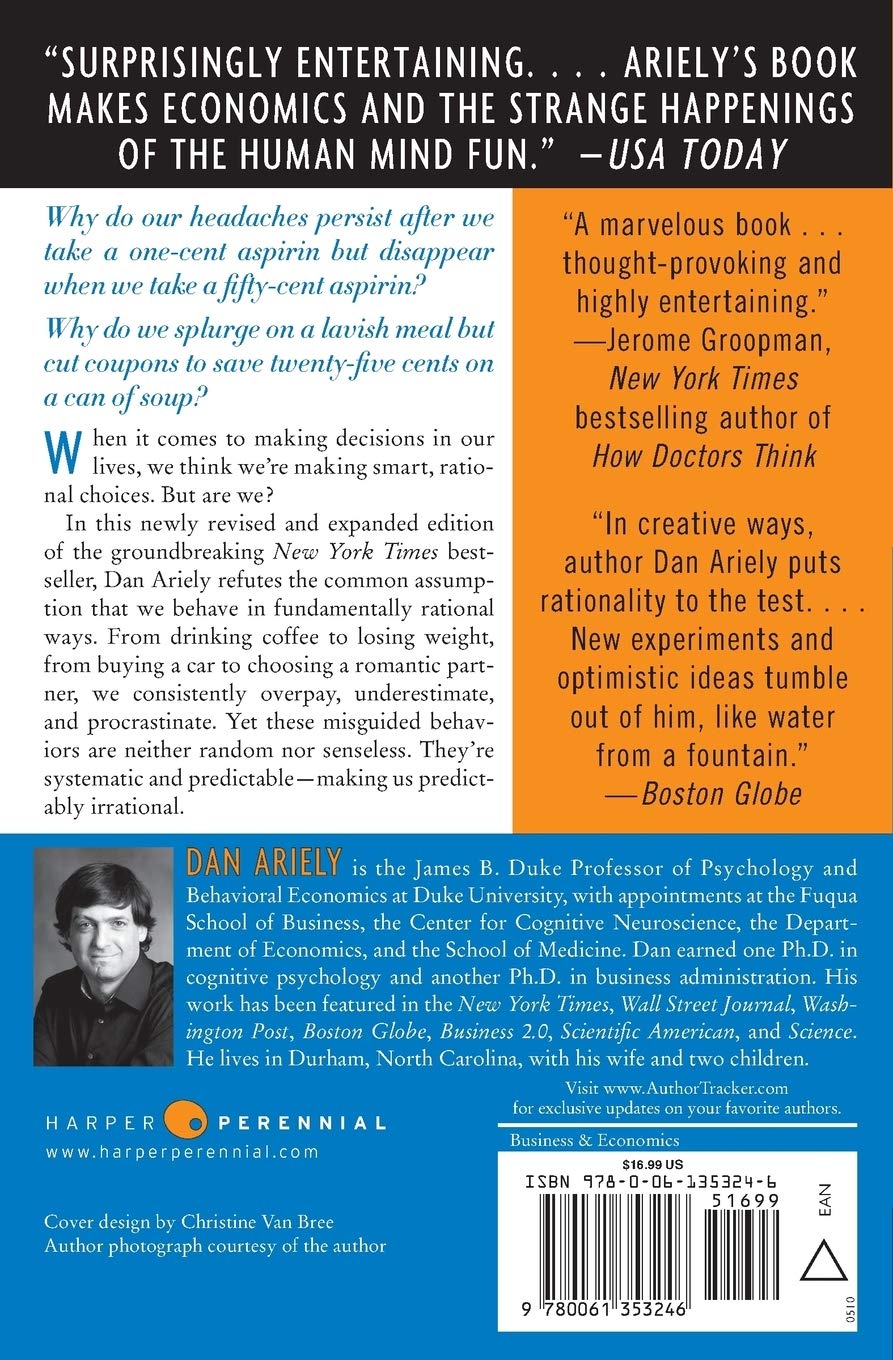 “SURPRISINGLY ENTERTAINING. . . . ARIELY’S BOOK
MAKES ECONOMICS AND THE STRANGE HAPPENINGS
OF THE HUMAN MIND FUN.” —USA TODAY
Why do our headaches persist after we
take a one-cent aspirin but disappear
when we take a fifty-cent aspirin?
Why do we splurge on a lavish meal but
cut coupons to save twenty-five cents on
a can of soup?
When it comes to making decisions in our
lives, we think we’re making smart, ratio-
nal choices. But are we?
In this newly revised and expanded edition
of the groundbreaking New York Times best-
seller, Dan Ariely refutes the common assump-
tion that we behave in fundamentally rational
ways. From drinking coffee to losing weight,
from buying a car to choosing a romantic part-
ner, we consistently overpay, underestimate,
and procrastinate. Yet these misguided behav-
iors are neither random nor senseless. They’re
systematic and predictable—making us predict-
ably irrational.
“A marvelous book . . .
thought-provoking and
highly entertaining.”
—Jerome Groopman,
New York Times
bestselling author of
How Doctors Think
“In creative ways,
author Dan Ariely puts
rationality to the test. . . .
New experiments and
optimistic ideas tumble
out of him, like water
from a fountain.”
—Boston Globe
DAN ARIELY is the James B. Duke Professor of Psychology and
Behavioral Economics at Duke University, with appointments at the Fuqua
School of Business, the Center for Cognitive Neuroscience, the Depart-
ment of Economics, and the School of Medicine. Dan earned one Ph.D. in
cognitive psychology and another Ph.D. in business administration. His
work has been featured in the New York Times, Wall Street Journal, Wash-
ington Post, Boston Globe, Business 2.0, Scientific American, and Science.
He lives in Durham, North Carolina, with his wife and two children.
Visit www.AuthorTracker.com
for exclusive updates on your favorite authors.
HARPER PERENNIAL
www.harperperennial.com
Cover design by Christine Van Bree
Author photograph courtesy of the author
Business & Economics
$16.99 US
ISBN 978-0-06-135324-6
51699
EAN
9 780061 353246
0510